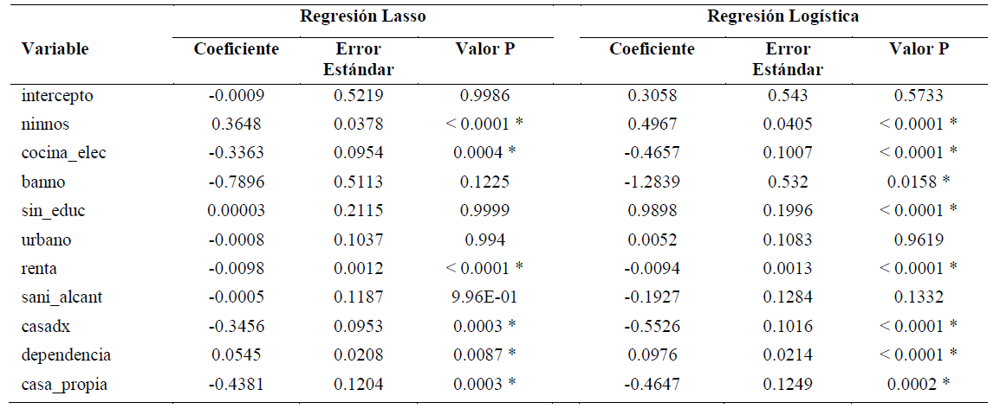 Regresión Lasso Regresión Logística
Variable Coeficiente Error Estándar Valor P Coeficiente Error Estándar Valor P
intercepto -0.0009 0.5219 0.9986 0.3058 0.543 0.5733
ninnos 0.3648 0.0378 < 0.0001 * 0.4967 0.0405 < 0.0001 *
cocina_elec -0.3363 0.0954 0.0004 * -0.4657 0.1007 < 0.0001 *
banno -0.7896 0.5113 0.1225 -1.2839 0.532 0.0158 *
sin_educ 0.00003 0.2115 0.9999 0.9898 0.1996 < 0.0001 *
urbano -0.0008 0.1037 0.994 0.0052 0.1083 0.9619
renta -0.0098 0.0012 < 0.0001 * -0.0094 0.0013 < 0.0001 *
sani_alcant -0.0005 0.1187 9.96E-01 -0.1927 0.1284 0.1332
casadx -0.3456 0.0953 0.0003 * -0.5526 0.1016 < 0.0001 *
dependencia 0.0545 0.0208 0.0087 * 0.0976 0.0214 < 0.0001 *
casa_propia -0.4381 0.1204 0.0003 * -0.4647 0.1249 0.0002 *